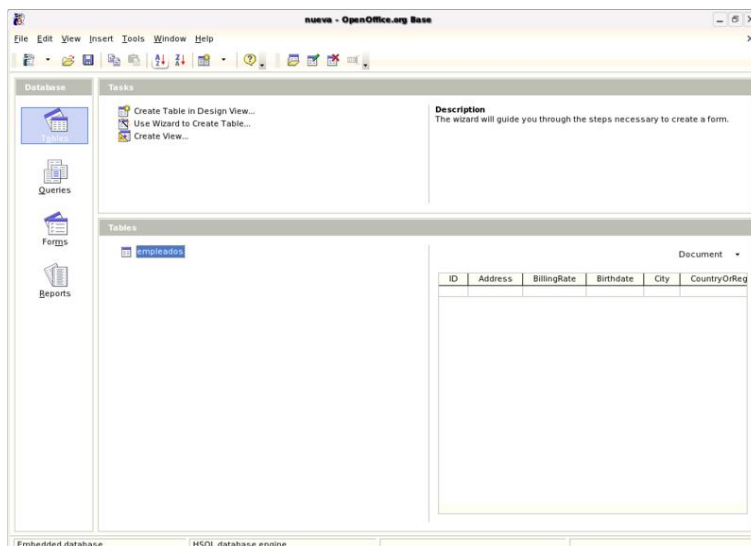 nueva - OpenOffice.org Base
File Edit View Insert Tools Window Help
Database
Tasks
Tables
Create Table in Design View...
Use Wizard to Create Table...
Create View...
Description
The wizard will guide you through the steps necessary to create a form.
Queries
Forms
Reports
Tables
empleados
Document
ID Address BillingRate Birthdate City CountryOrReg
Embedded database HSQL database engine